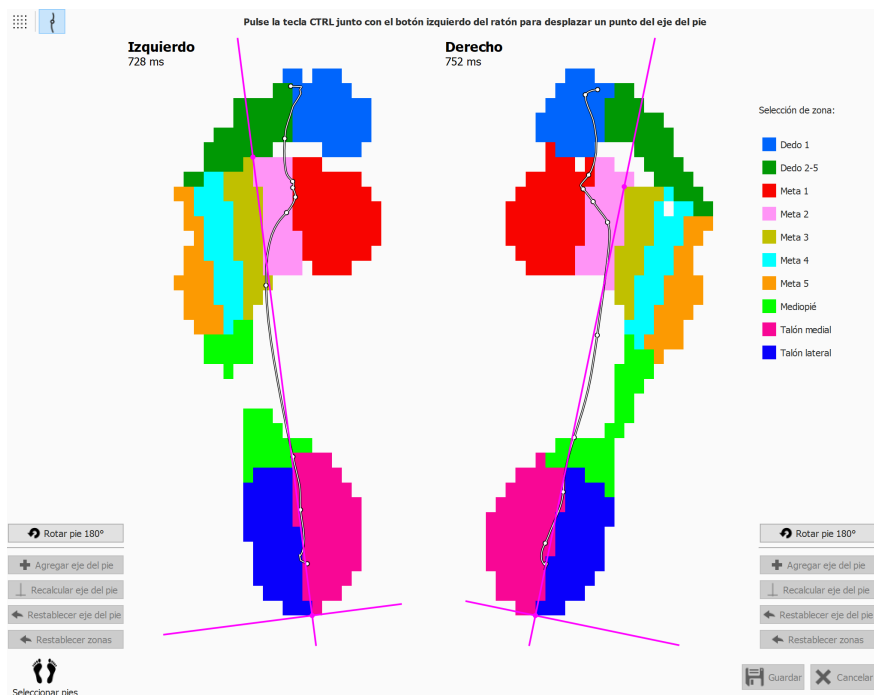 Pulse la tecla CTRL junto con el botón izquierdo del ratón para desplazar un punto del eje del pie
Izquierdo
728 ms
Derecho
752 ms
Selección de zona:
Dedo 1
Dedo 2-5
Meta 1
Meta 2
Meta 3
Meta 4
Meta 5
Mediopié
Talón medial
Talón lateral
Rotar pie 180°
Agregar eje del pie
Recalcular eje del pie
Restablecer eje del pie
Restablecer zonas
Seleccionar pies
Rotar pie 180°
Agregar eje del pie
Recalcular eje del pie
Restablecer eje del pie
Restablecer zonas
Guardar
Cancelar